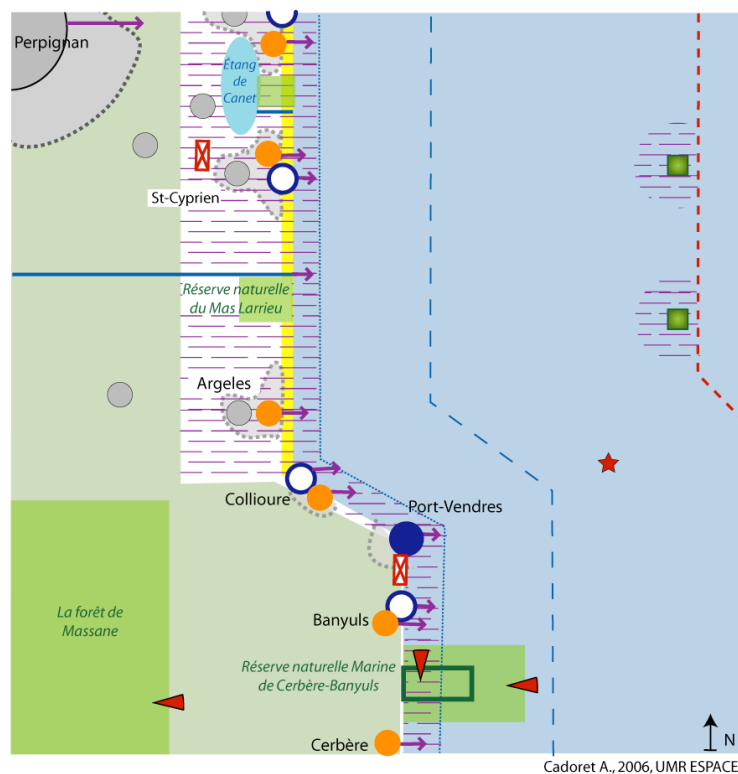 Perpignan
Étang
de
Canet
St-Cyprien
Réserve naturelle
du Mas Larrieu
Argeles
Collioure
Port-Vendres
La forêt de
Massane
Banyuls
Réserve naturelle Marine
de Cerbère-Banyuls
Cerbère
N
Cadoret A., 2006, UMR ESPACE